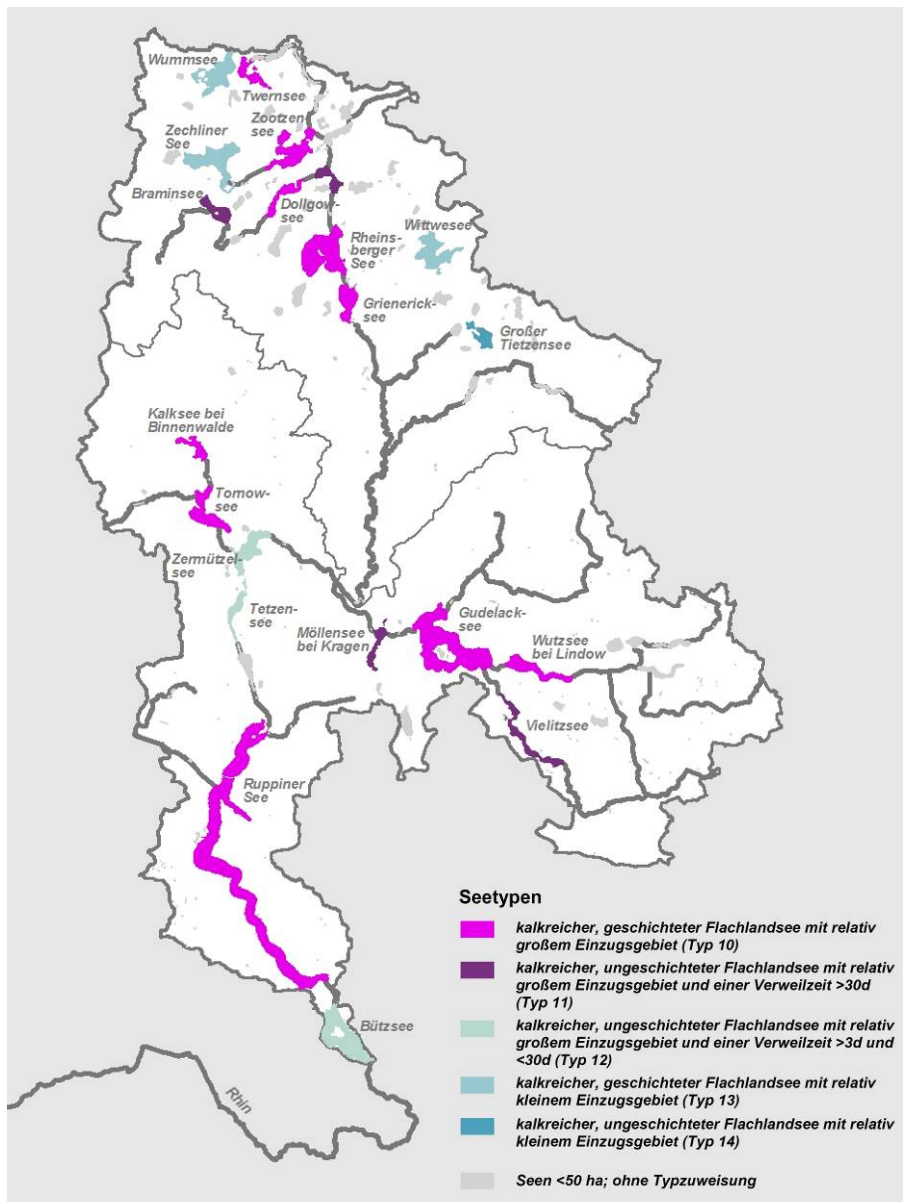 Wummsee
Twernsee
Zootzen-
see
Zechliner
See
Braminsee
Dollgow-
see
Wittwesee
Rheins-
berger
See
Grienerick-
see
Großer
Tietzensee
Kalksee bei
Binnenwalde
Tornow-
see
Zermützel-
see
Tetzen-
see
Möllensee
bei Kragen
Gudelack-
see
Wutzsee
bei Lindow
Vielitzsee
Ruppiner
See
Bützsee
Rhin
Seetypen
kalkreicher, geschichteter Flachlandsee mit relativ
großem Einzugsgebiet (Typ 10)
kalkreicher, ungeschichteter Flachlandsee mit relativ
großem Einzugsgebiet und einer Verweilzeit >30d
(Typ 11)
kalkreicher, ungeschichteter Flachlandsee mit relativ
großem Einzugsgebiet und einer Verweilzeit >3d und
<30d (Typ 12)
kalkreicher, geschichteter Flachlandsee mit relativ
kleinem Einzugsgebiet (Typ 13)
kalkreicher, ungeschichteter Flachlandsee mit relativ
kleinem Einzugsgebiet (Typ 14)
Seen <50 ha; ohne Typzuweisung